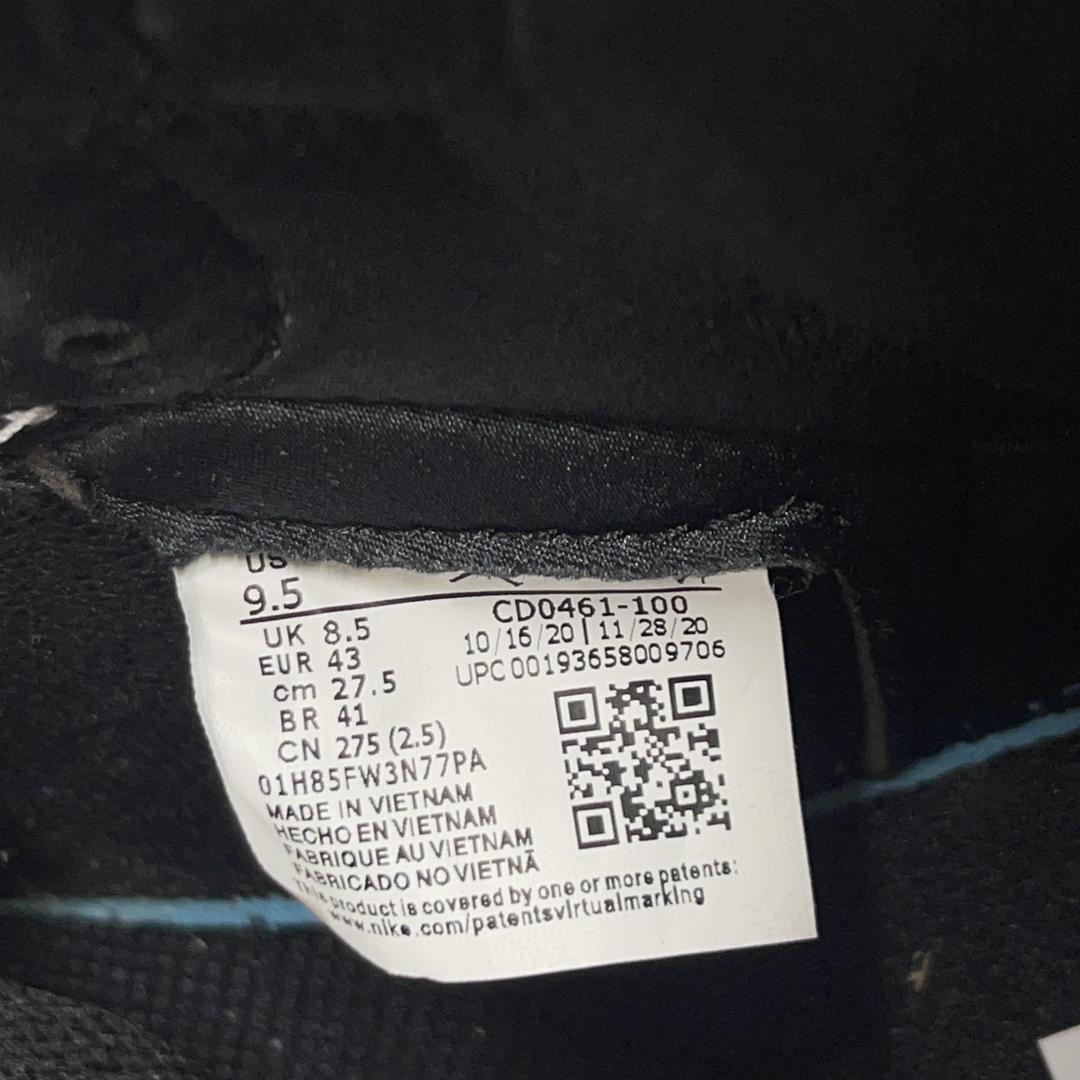 US
9.5
UK 8.5
EUR 43
cm 27.5
BR 41
CN 275 (2.5)
01H85FW3N77PA
MADE IN VIETNAM
HECHO EN VIETNAM
FABRIQUE AU VIETNAM
FABRICADO NO VIETNÃ
This product is covered by one or more patents:
www.nike.com/patentsvirtualmarking
CD0461-100
10/16/20 | 11/28/20
UPC 00193658009706